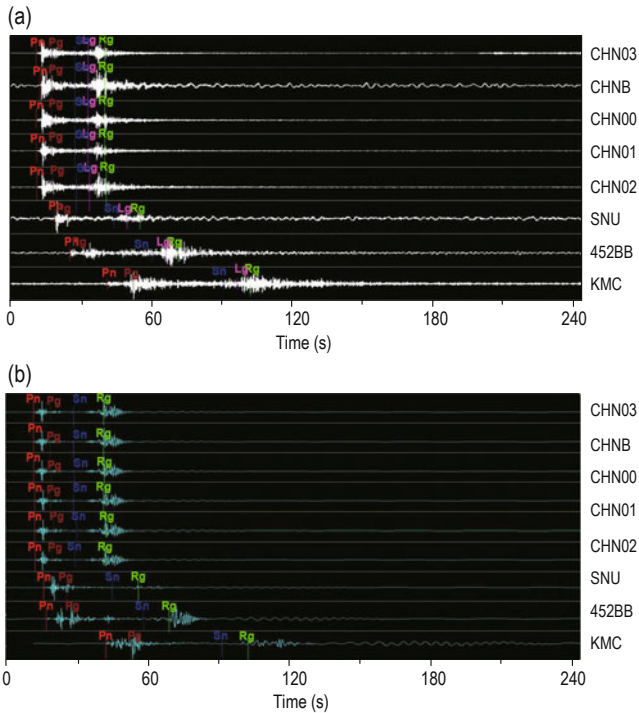 (a)
Pn Pg Sn Lg Rg CHN03
Pn Pg Sn Lg Rg CHNB
Pn Pg Sn Lg Rg CHN00
Pn Pg Sn Lg Rg CHN01
Pn Pg Sn Lg Rg CHN02
Pn Pg Sn Lg Rg SNU
Pn Pg Sn Lg Rg 452BB
Pn Pg Sn Lg Rg KMC
0 60 120 180 240
Time (s)
(b)
Pn Pg Sn Rg CHN03
Pn Pg Sn Rg CHNB
Pn Pg Sn Rg CHN00
Pn Pg Sn Rg CHN01
Pn Pg Sn Rg CHN02
Pn Pg Sn Rg SNU
Pn Pg Sn Rg 452BB
Pn Pg Sn Rg KMC
0 60 120 180 240
Time (s)